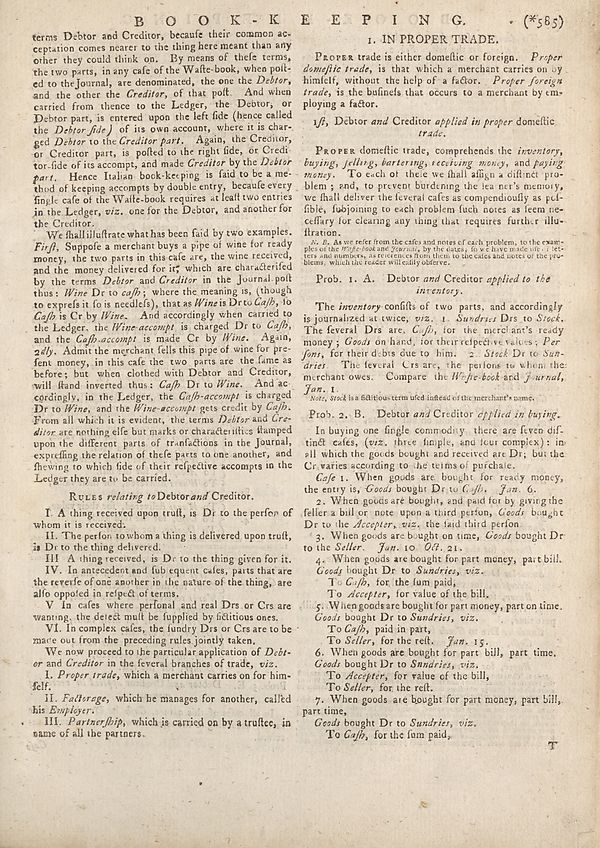 BOOK-KEEPING. (*585)
terms Debtor and Creditor, becauſe their common ac-
ceptation comes nearer to the thing here meant than any
other they could think on. By means of theſe terms,
the two parts, in any caſe of the Waſte-book, when poſt-
ed to the Journal, are denominated, the one the Debtor,
and the other the Creditor, of that poſt. And when
carried from thence to the Ledger, the Debtor, or
Debtor part, is entered upon the left ſide (hence called
the Debtor ſide) of its own account, where it is char-
ged Debtor to the Creditor part. Again, the Creditor,
or Creditor part, is poſted to the right ſide, or Credi-
tor-ſide of its accompt, and made Creditor by the Debtor
part. Hence Italian book-keeping is ſaid to be a me-
thod of keeping accompts by double entry, becauſe every
ſingle caſe of the Waſte-book requires at leaſt two entries
in the Ledger, viz. one for the Debtor, and another for
the Creditor.
We ſhall illuſtrate what has been ſaid by two examples.
Firſt, Suppoſe a merchant buys a pipe of wine for ready
money, the two parts in this caſe are, the wine received,
and the money delivered for it; which are characteriſed
by the terms Debtor and Creditor in the Journal-poſt
thus: Wine Dr to caſh; where the meaning is, (though
to expreſs it ſo is needleſs), that as Wine is Dr to Caſh, ſo
Caſh is Cr by Wine. And accordingly when carried to
the Ledger, the Wine-accompt is charged Dr to Caſh,
and the Caſh-accompt is made Cr by Wine. Again,
2dly. Admit the merchant ſells this pipe of wine for pre-
ſent money, in this caſe the two parts are the ſame as
before; but when clothed with Debtor and Creditor,
will ſtand inverted thus: Caſh Dr to Wine. And ac-
cordingly, in the Ledger, the Caſh-accompt is charged
Dr to Wine, and the Wine-accompt gets credit by Caſh.
From all which it is evident, the terms Debtor and Cre-
ditor are nothing elſe but marks or characteriſtics ſtamped
upon the different parts of tranſactions in the Journal,
expreſſing the relation of theſe parts to one another, and
ſhewing to which ſide of their reſpective accompts in the
Ledger they are to be carried.
RULES relating to Debtor and Creditor.
I. A thing received upon truſt, is Dr to the perſon of
whom it is received.
II. The perſon to whom a thing is delivered upon truſt,
is Dr to the thing delivered.
III A thing received, is Dr to the thing given for it.
IV. In antecedent and ſubſequent caſes, parts that are
the reverſe of one another in the nature of the thing, are
alſo oppoſed in reſpect of terms.
V In caſes where perſonal and real Drs or Crs are
wanting, the defect muſt be ſupplied by fictitious ones.
VI. In complex caſes, the ſundry Drs or Crs are to be
made out from the preceding rules jointly taken.
We now proceed to the particular application of Debt-
or and Creditor in the ſeveral branches of trade, viz.
I. Proper trade, which a merchant carries on for him-
ſelf.
II. Factorage, which he manages for another, called
his Employer.
III. Partnerſhip, which is carried on by a truſtee, in
name of all the partners.
1. IN PROPER TRADE.
PROPER trade is either domeſtic or foreign. Proper
domeſtic trade, is that which a merchant carries on by
himſelf, without the help of a factor. Proper foreign
trade, is the buſineſs that occurs to a merchant by em-
ploying a factor.
1ſt, Debtor and Creditor applied in proper domeſtic
trade.
PROPER domeſtic trade, comprehends the inventory,
buying, ſelling, bartering, receiving money, and paying
money. To each of theſe we ſhall aſſign a diſtinct pro-
blem; and, to prevent burdening the learner's memory,
we ſhall deliver the ſeveral caſes as compendiouſly as poſ-
ſible, ſubjoining to each problem ſuch notes as ſeem ne-
ceſſary for clearing any thing that requires further illu-
ſtration.
N. B. As we refer from the caſes and notes of each problem, to the exam-
ples of the Waſte-book and Journal, by the dates, ſo we have made uſe of let-
ters and numbers, as references from them to the caſes and notes of the pro-
blems, which the reader will eaſily obſerve.
Prob. 1. A. Debtor and Creditor applied to the
inventory.
The inventory conſiſts of two parts, and accordingly
is journalized at twice, viz. 1. Sundries Drs to Stock.
The ſeveral Drs are, Caſh, for the merchant's ready
money; Goods on hand, for their reſpective values; Per
ſons, for their debts due to him. 2. Stock Dr to Sun-
dries The ſeveral Crs are, the perſons to whom the
merchant owes. Compare the Waſte-book and Journal,
Jan. 1.
Note, Stock is a fictitious term uſed inſtead of the merchant's name.
Prob. 2. B. Debtor and Creditor applied in buying.
In buying one ſingle commodity there are ſeven diſ-
tinct caſes, (viz. three ſimple, and four complex): in
all which the goods bought and received are Dr; but the
Cr varies according to the terms of purchaſe.
Caſe 1. When goods are bought for ready money,
the entry is, Goods bought Dr to Caſh. Jan. 6.
2. When goods are bought, and paid for by giving the
ſeller a bill or note upon a third perſon, Goods bought
Dr to the Accepter, viz. the ſaid third perſon
3. When goods are bought on time, Goods bought Dr
to the Seller. Jan. 10 Oct. 21.
4. When goods are bought for part money, part bill.
Goods bought Dr to Sundries, viz.
To Caſh, for the ſum paid,
To Accepter, for value of the bill.
5. When goods are bought for part money, part on time.
Goods bought Dr to Sundries, viz.
To Caſh, paid in part,
To Seller, for the reſt. Jan. 15.
6. When goods are bought for part bill, part time.
Goods bought Dr to Sundries, viz.
To Accepter, for value of the bill,
To Seller, for the reſt.
7. When goods are bought for part money, part bill,
part time,
Goods bought Dr to Sundries, viz.
To Caſh, for the ſum paid,
T